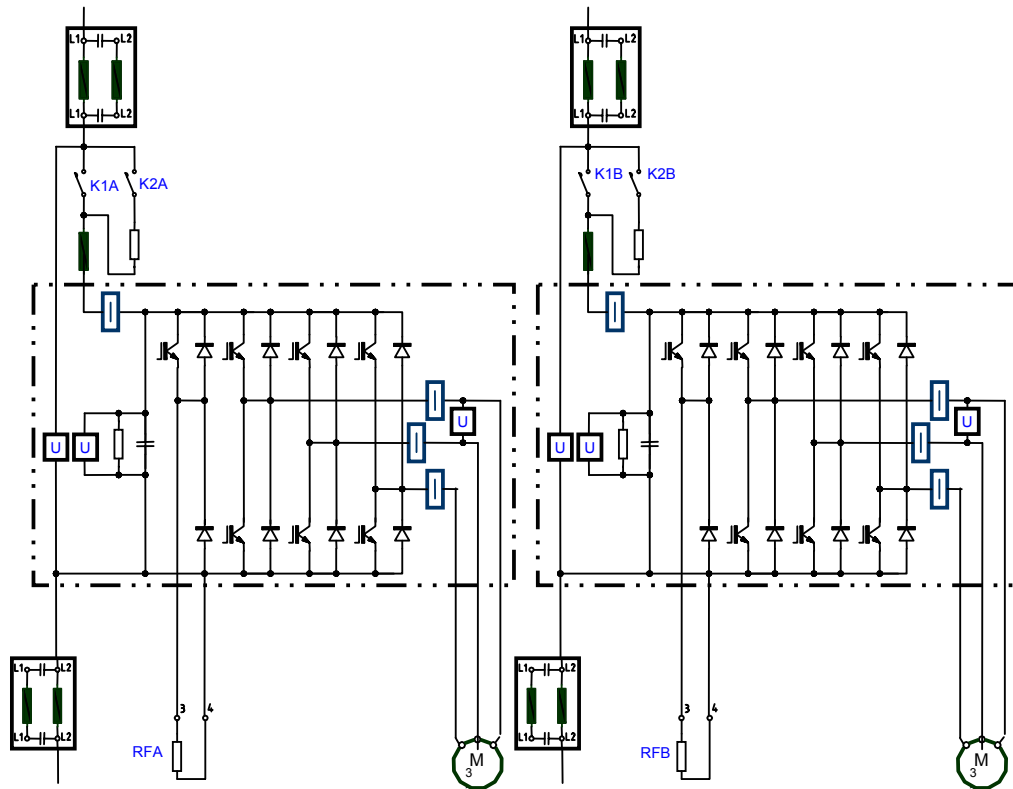 L1 L2 L1 L2
L1 L2 L1 L2
K1A K2A K1B K2B
U U U U U U
L1 L2 L1 L2
3 4 3 4
L1 L2 L1 L2
RFA RFB
M M
3 3